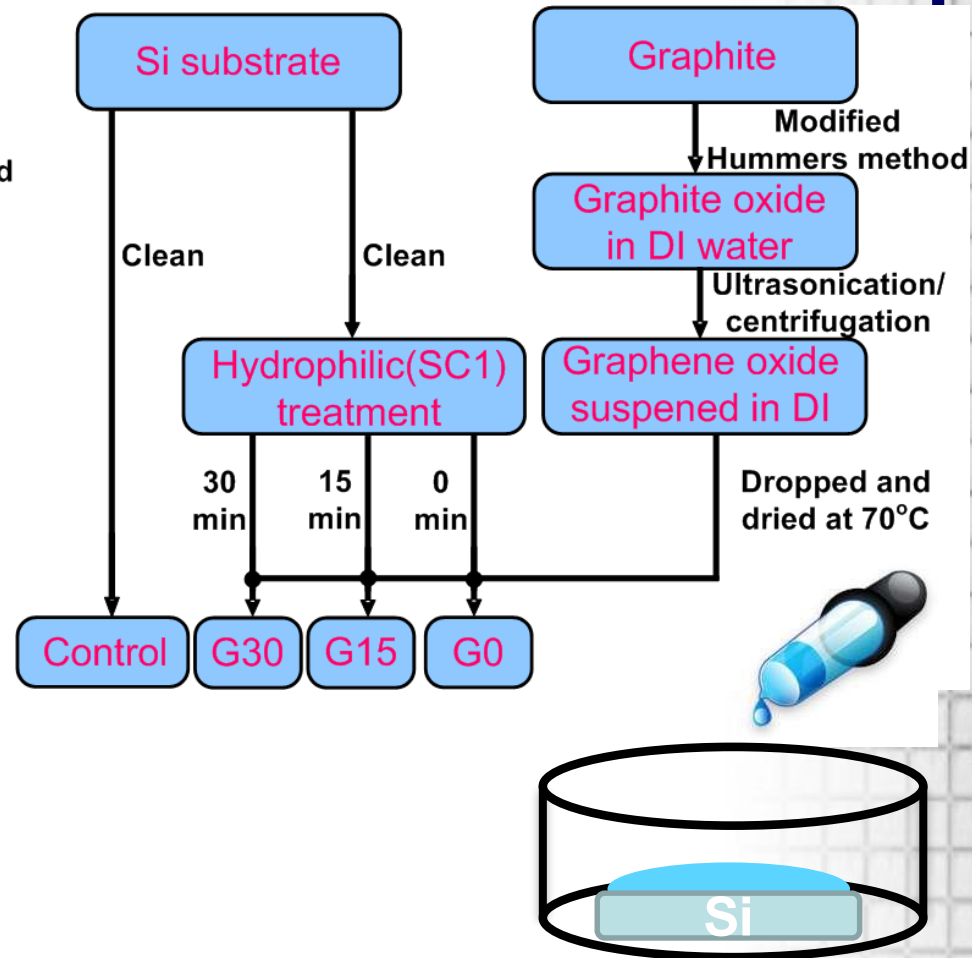 Si substrate
Graphite
Modified
Hummers method
d
Graphite oxide
in DI water
Clean
Clean
Ultrasonication/
centrifugation
Hydrophilic(SC1)
treatment
Graphene oxide
suspened in DI
30
min
15
min
0
min
Dropped and
dried at 70°C
Control
G30
G15
G0
Si